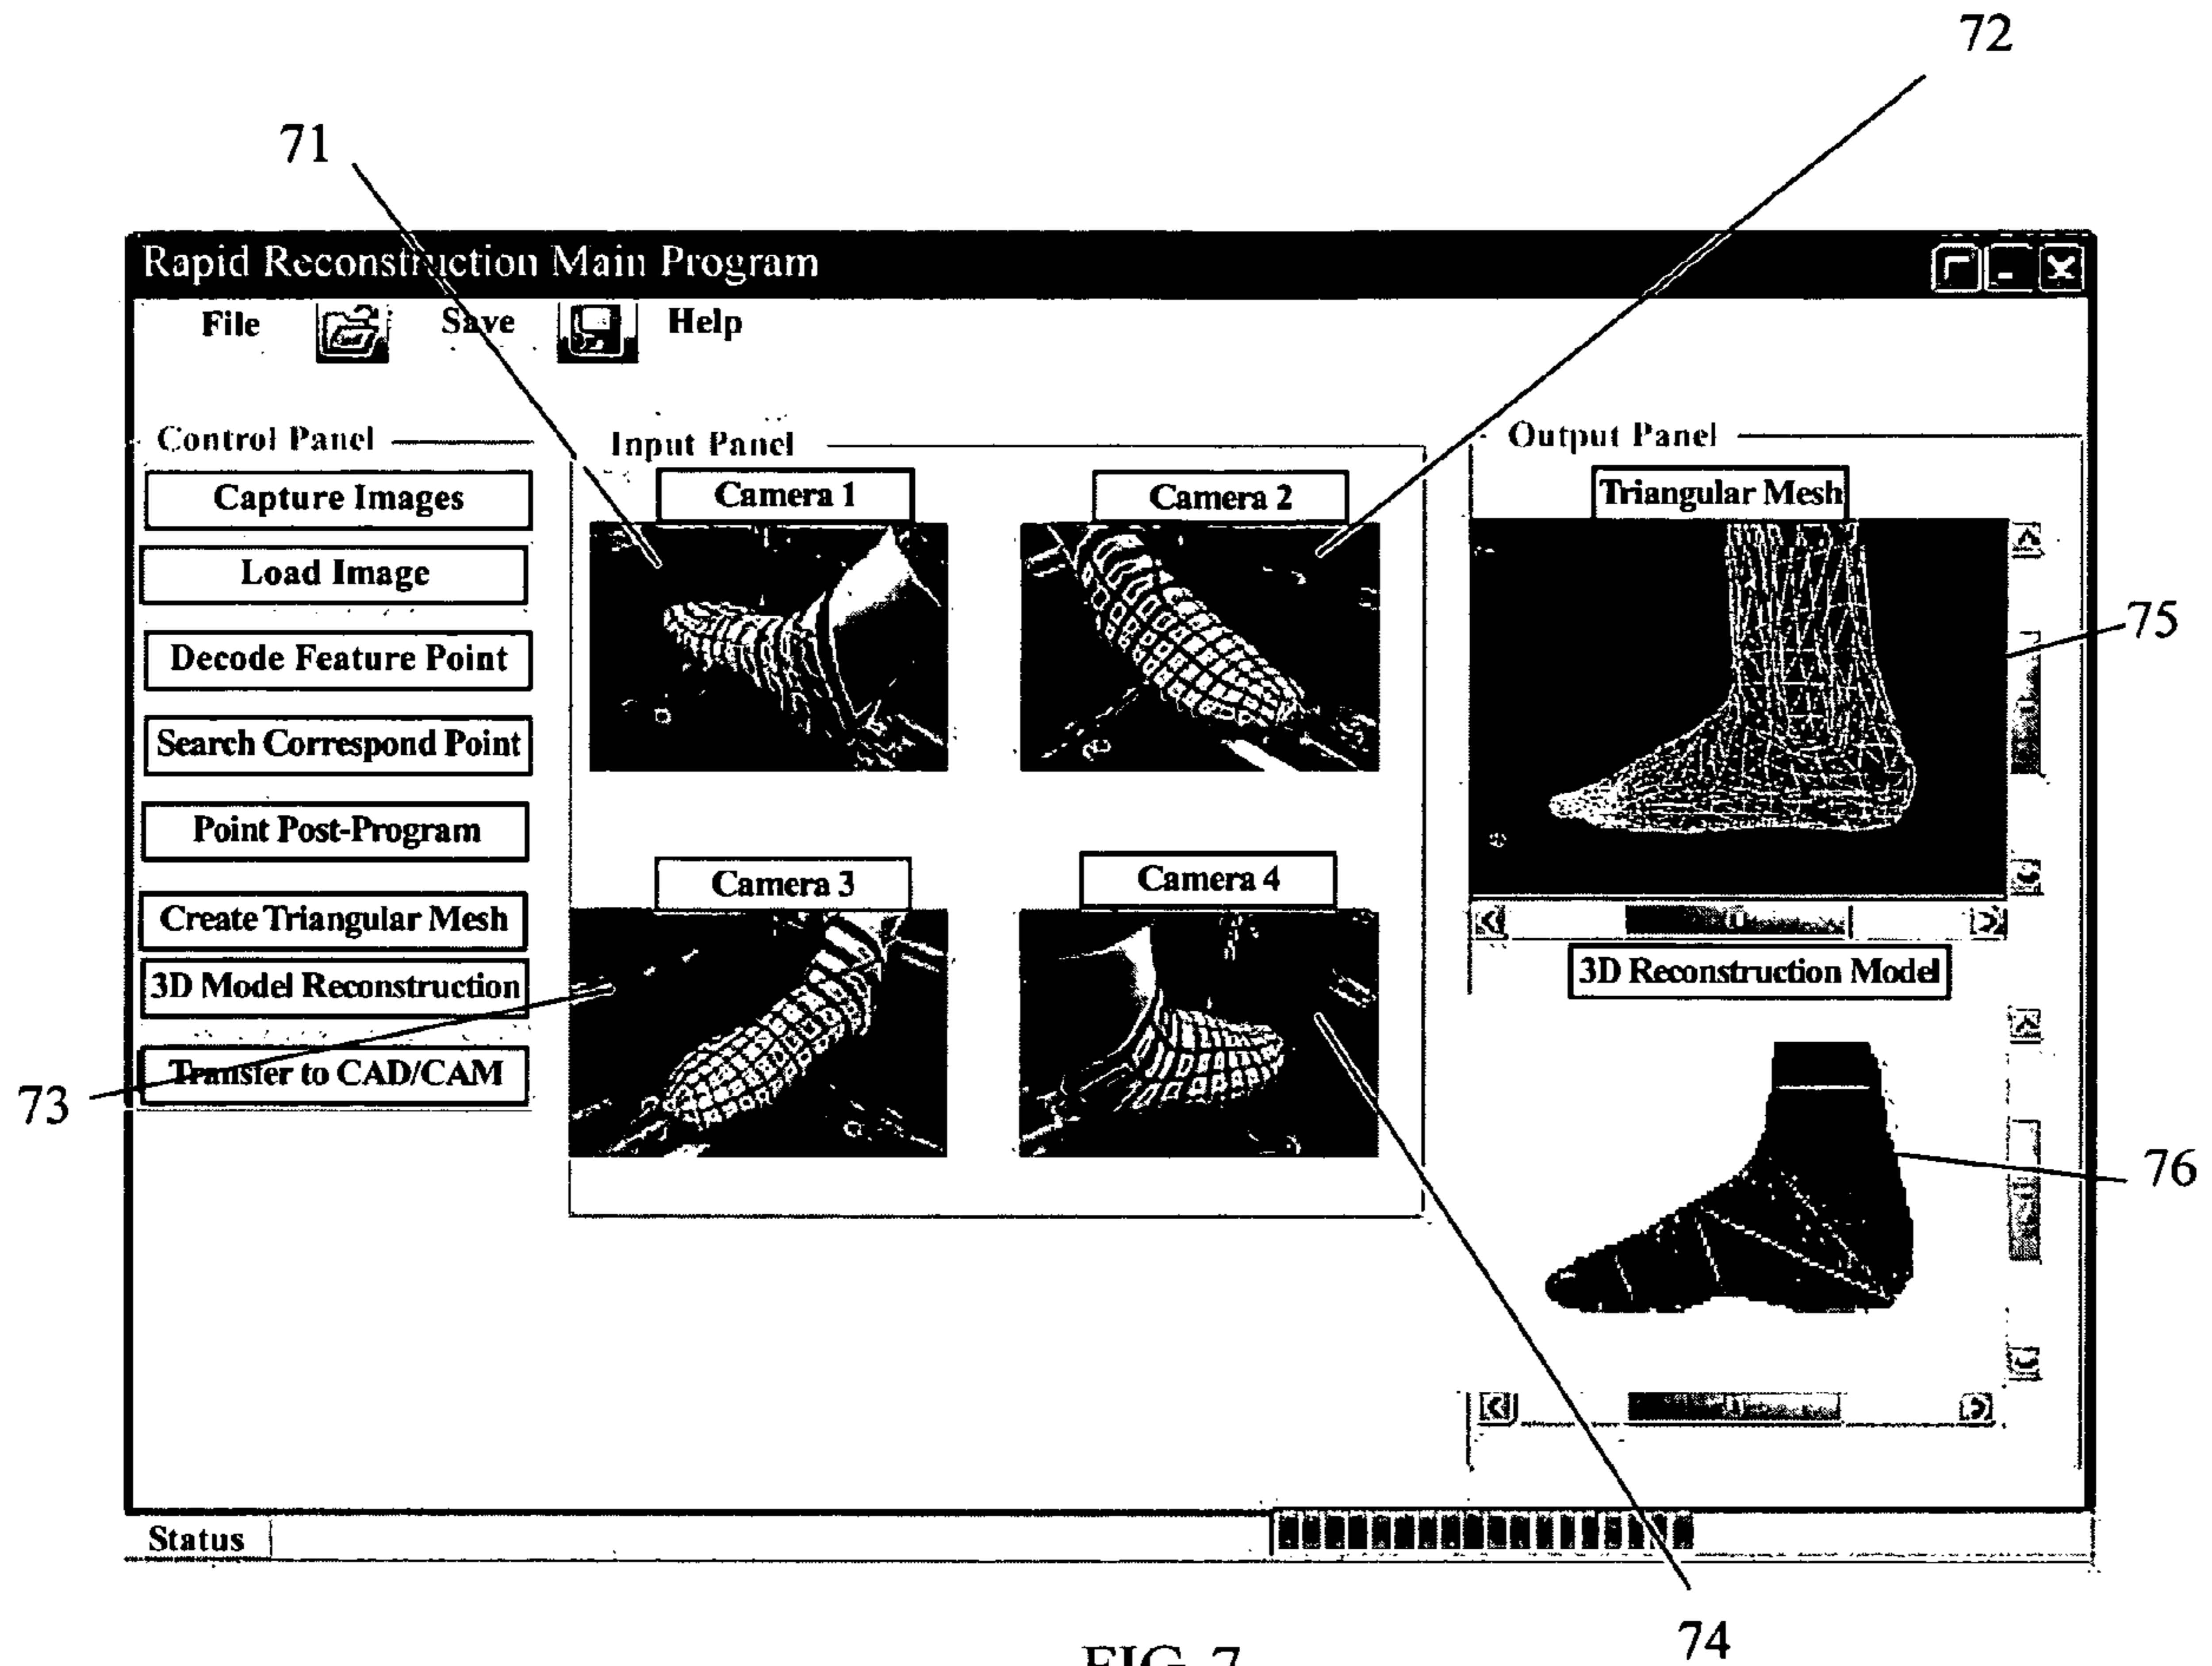 72
71
Rapid Reconstruction Main Program
File Save Help
Control Panel
Input Panel
Output Panel
Capture Images
Load Image
Decode Feature Point
Search Correspond Point
Point Post-Program
Create Triangular Mesh
3D Model Reconstruction
Transfer to CAD/CAM
73
Camera 1
Camera 2
Camera 3
Camera 4
Triangular Mesh
75
3D Reconstruction Model
76
Status
74
FIG. 7